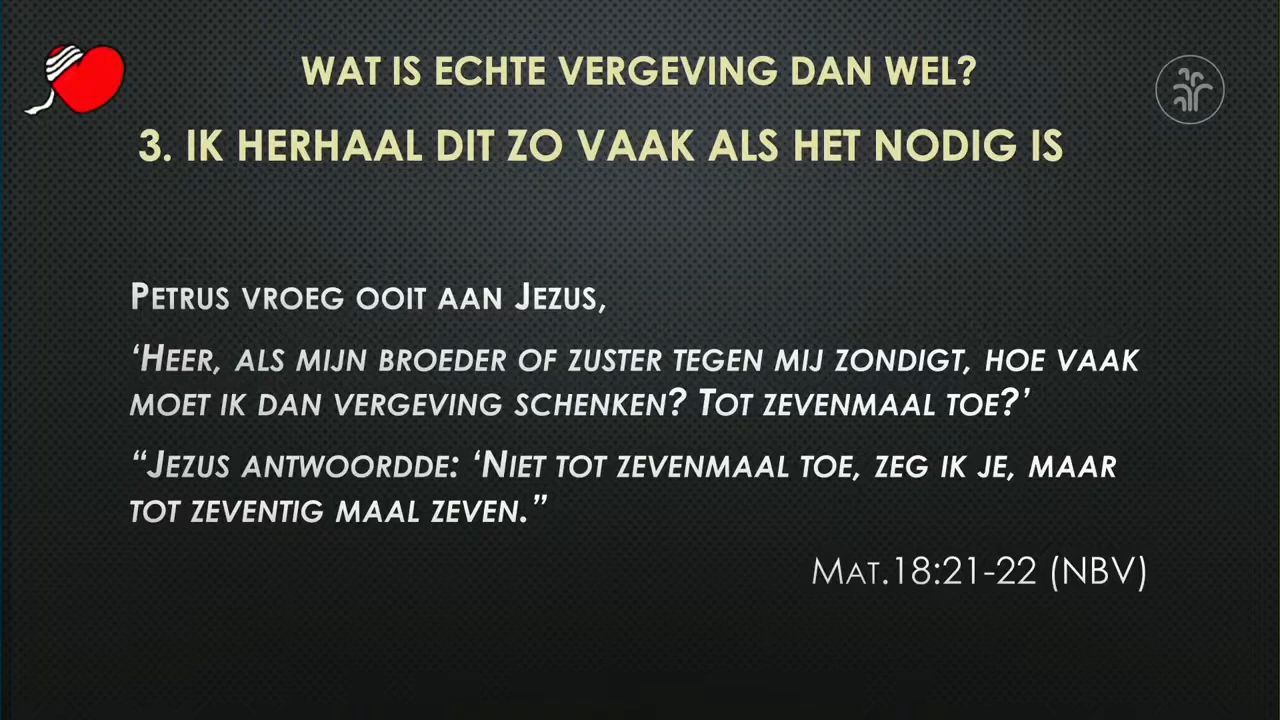 WAT IS ECHTE VERGEVING DAN WEL?
3. IK HERHAAL DIT ZO VAAK ALS HET NODIG IS
PETRUS VROEG OOIT AAN JEZUS,
‘HEER, ALS MIJN BROEDER OF ZUSTER TEGEN MIJ ZONDIGT, HOE VAAK
MOET IK DAN VERGEVING SCHENKEN? TOT ZEVENMAAL TOE?’
“JEZUS ANTWOORDDE: ‘NIET TOT ZEVENMAAL TOE, ZEG IK JE, MAAR
TOT ZEVENTIG MAAL ZEVEN.”
MAT.18:21-22 (NBV)